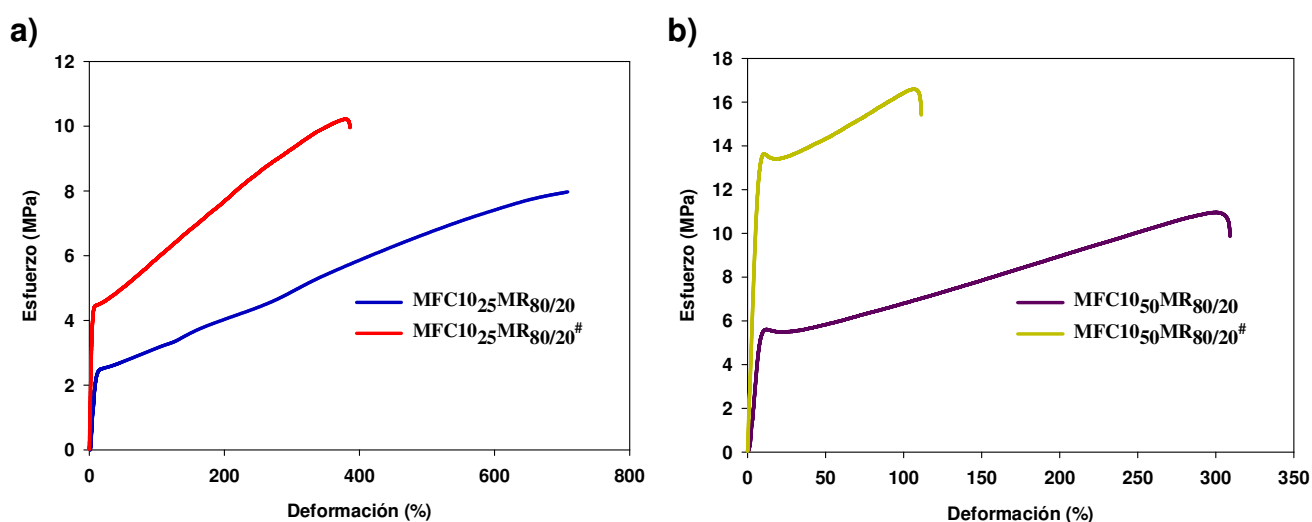 a)
12
10
8
6
4
2
0
Esfuerzo (MPa)
MFC10₂₅MR₈₀/₂₀
MFC10₂₅MR₈₀/₂₀#
0 200 400 600 800
Deformación (%)
b)
18
16
14
12
10
8
6
4
2
0
Esfuerzo (MPa)
MFC10₅₀MR₈₀/₂₀
MFC10₅₀MR₈₀/₂₀#
0 50 100 150 200 250 300 350
Deformación (%)